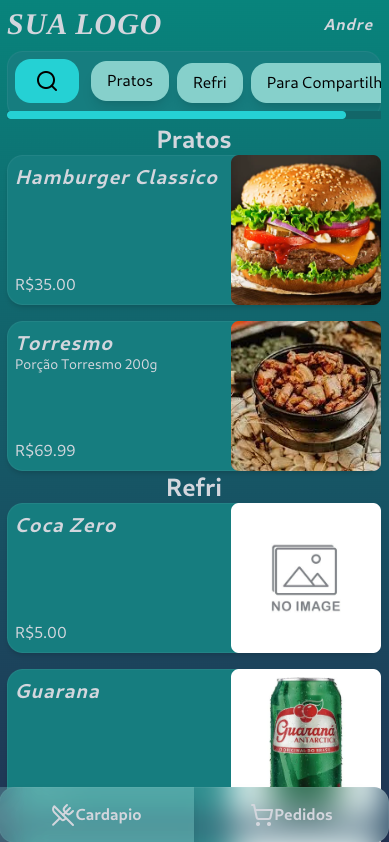 SUA LOGO
Andre
Pratos
Refri
Para Compartilh
Pratos
Hamburger Classico
R$35.00
Torresmo
Porção Torresmo 200g
R$69.99
Refri
Coca Zero
NO IMAGE
R$5.00
Guarana
Guaraná
ANTARCTICA
Cardapio
Pedidos